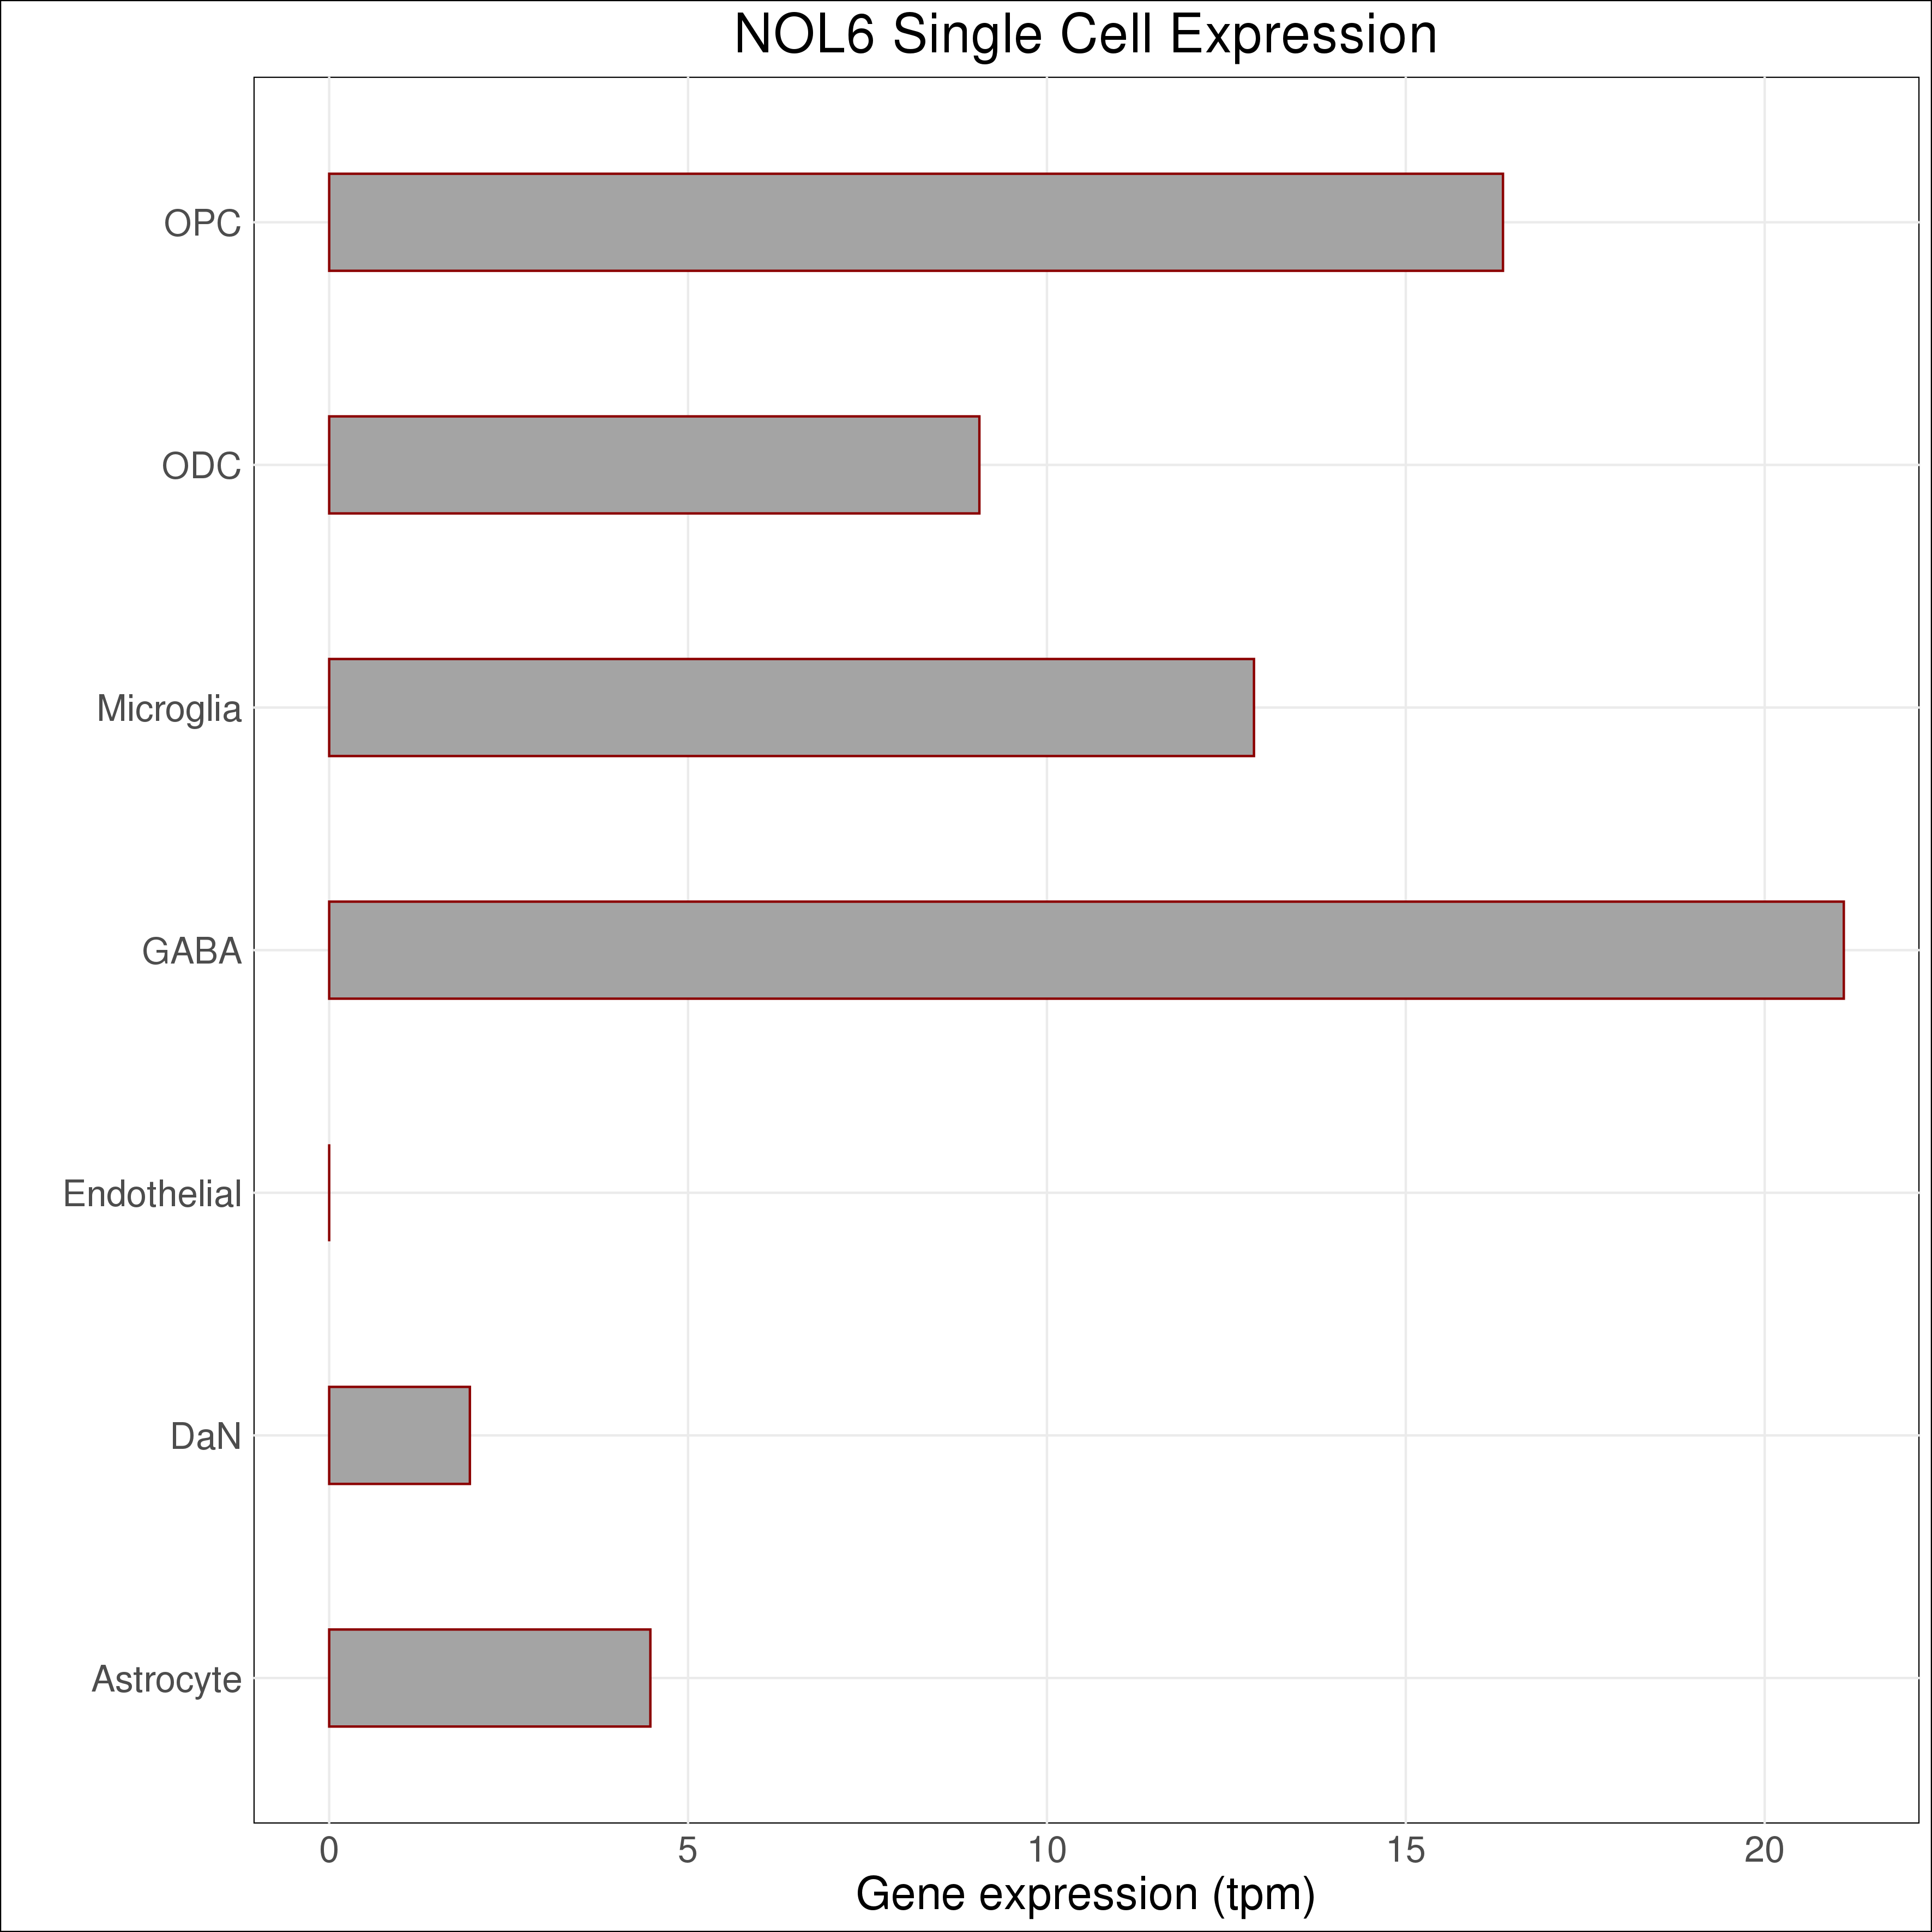 NOL6 Single Cell Expression
OPC
ODC
Microglia
GABA
Endothelial
DaN
Astrocyte
0 5 10 15 20
Gene expression (tpm)